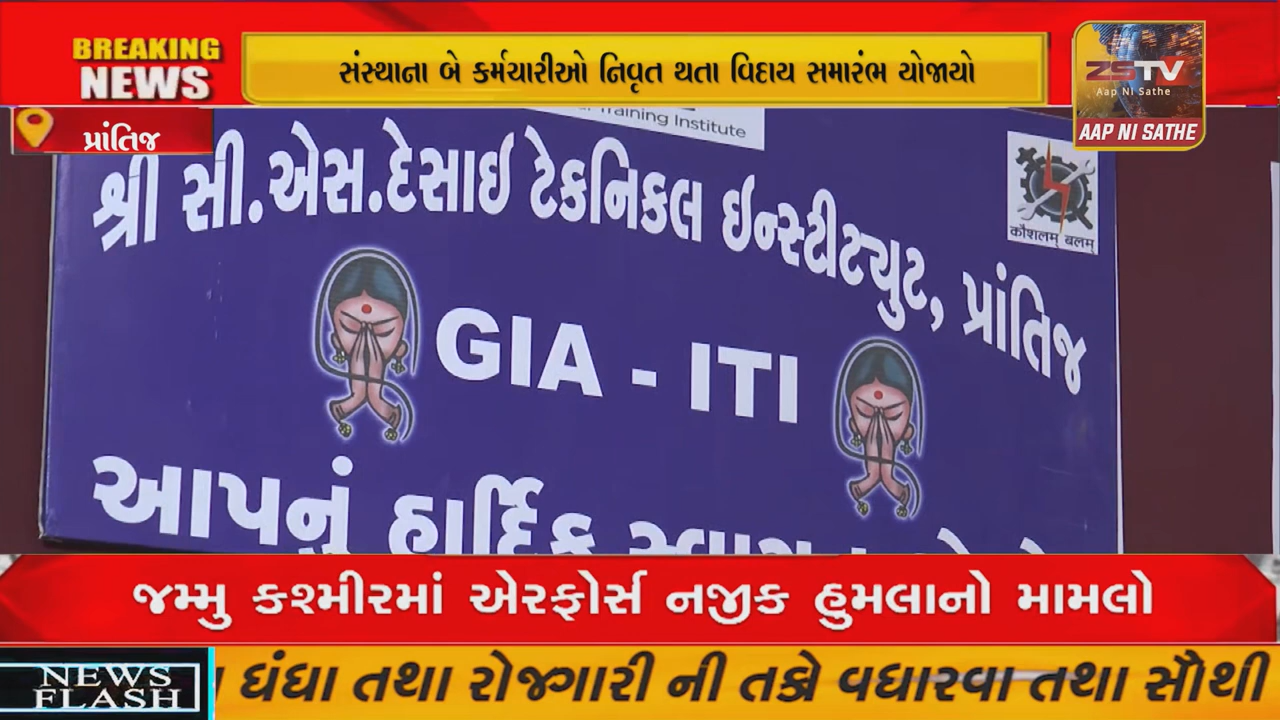 BREAKING
NEWS
સંસ્થાના બે કર્મચારીઓ નિવૃત થતા વિદાય સમારંભ યોજાયો
ZSTV
Aap Ni Sathe
AAP NI SATHE
પ્રાંતિજ
Training Institute
શ્રી સી.એસ.દેસાઈ ટેકનિકલ ઇન્સ્ટીટ્યુટ, પ્રાંતિજ
કૌશલમ્ બલમ્
GIA - ITI
આપનું હાર્દિક
જમ્મુ કશ્મીરમાં એરફોર્સ નજીક હુમલાનો મામલો
NEWS
FLASH
ધંધા તથા રોજગારી ની તકો વધારવા તથા સૌથી